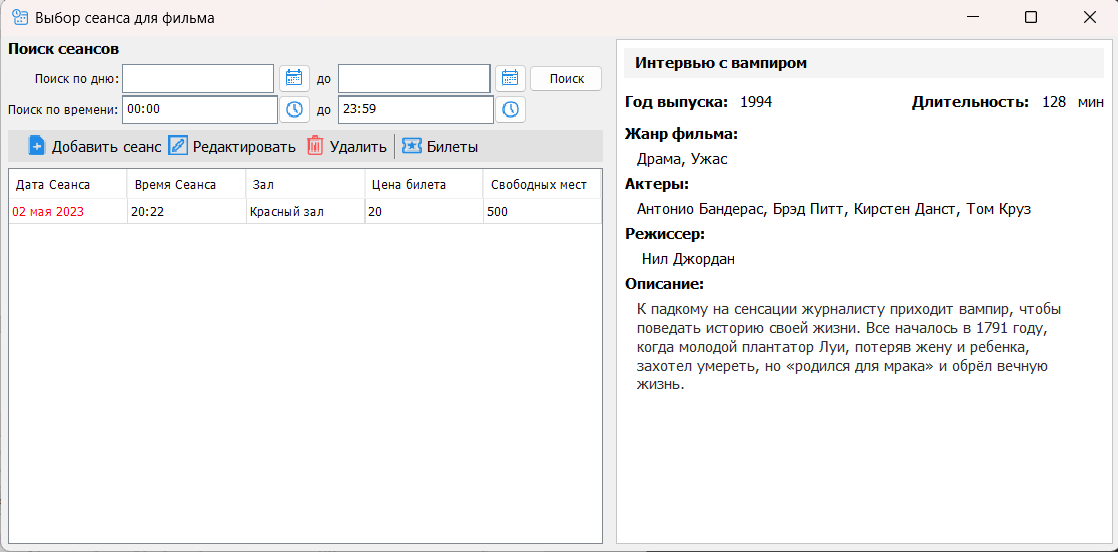 Выбор сеанса для фильма
Поиск сеансов
Поиск по дню: до Поиск
Поиск по времени: 00:00 до 23:59
Добавить сеанс Редактировать Удалить Билеты
Дата Сеанса Время Сеанса Зал Цена билета Свободных мест
02 мая 2023 20:22 Красный зал 20 500
Интервью с вампиром
Год выпуска: 1994 Длительность: 128 мин
Жанр фильма:
Драма, Ужас
Актеры:
Антонио Бандерас, Брэд Питт, Кирстен Данст, Том Круз
Режиссер:
Нил Джордан
Описание:
К падкому на сенсации журналисту приходит вампир, чтобы
поведать историю своей жизни. Все началось в 1791 году,
когда молодой плантатор Луи, потеряв жену и ребенка,
захотел умереть, но «родился для мрака» и обрёл вечную
жизнь.